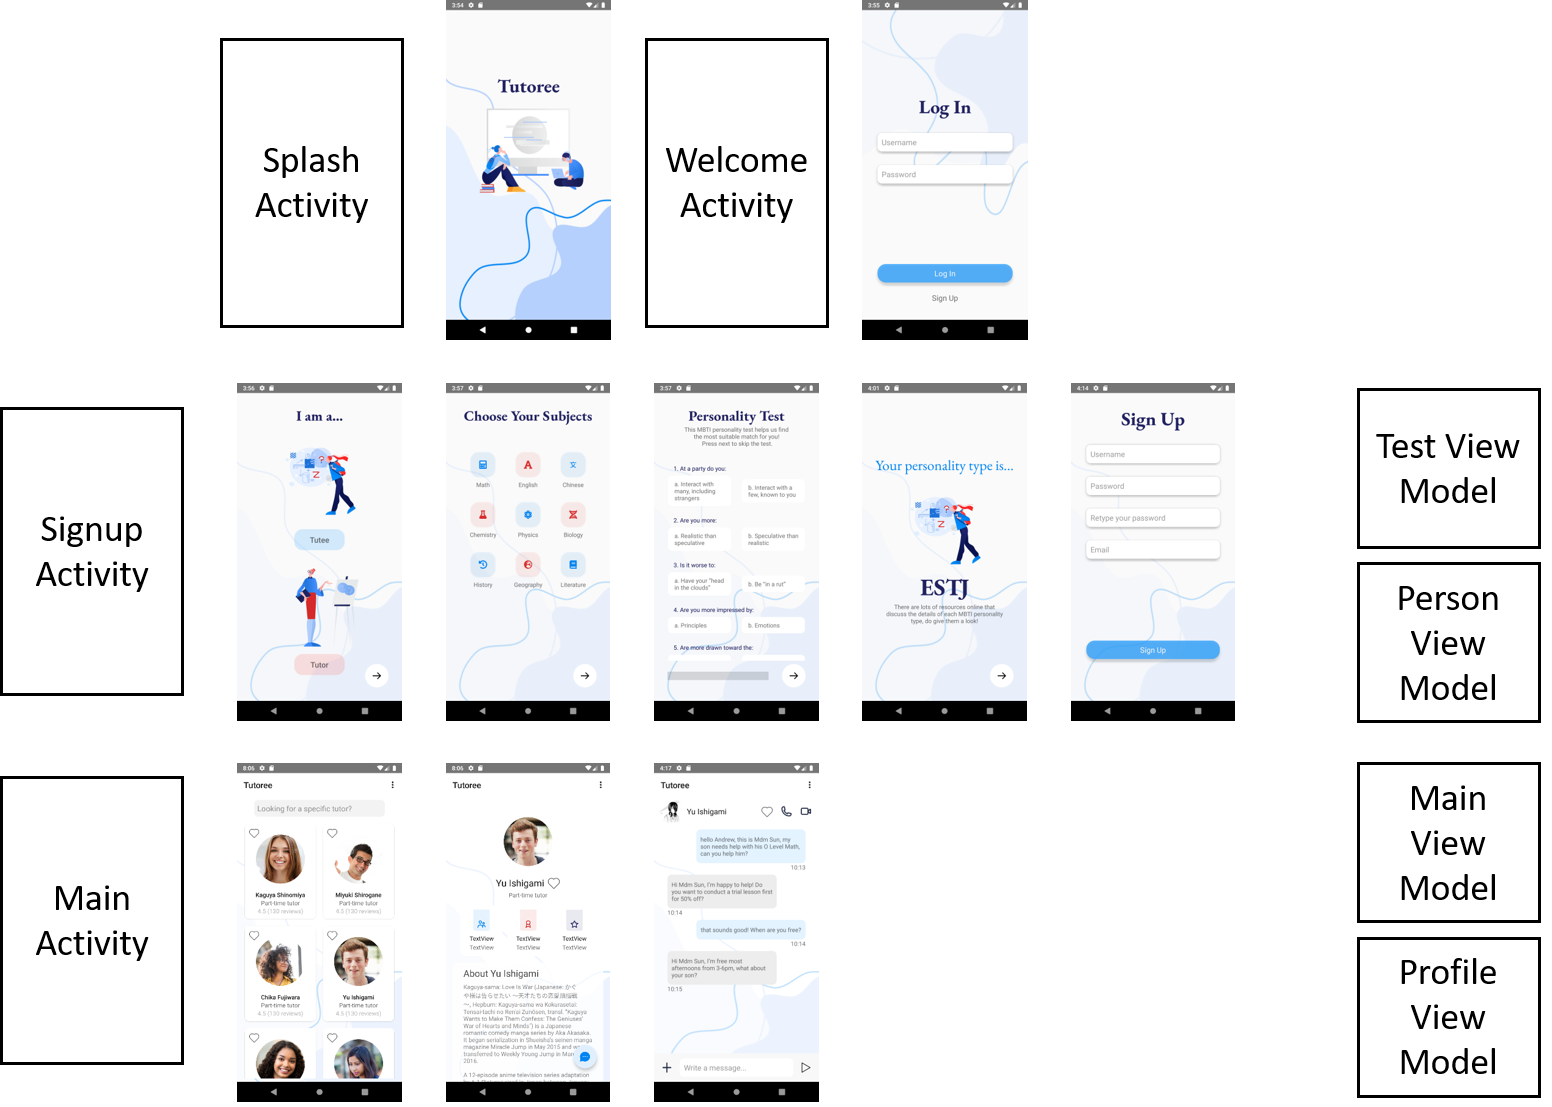 Splash
Activity
3:54
Tutoree
Welcome
Activity
3:55
Log In
Username
Password
Log In
Sign Up
Signup
Activity
3:56
I am a...
Tutee
Tutor
3:57
Choose Your Subjects
Math
English
Chinese
Chemistry
Physics
Biology
History
Geography
Literature
3:57
Personality Test
This MBTI personality test helps us find
the most suitable match for you!
Press next to skip the test.
1. At a party do you:
a. Interact with
many, including
strangers
b. Interact with a
few, known to you
2. Are you more:
a. Realistic than
speculative
b. Speculative than
realistic
3. Is it worse to:
a. Have your "head
in the clouds"
b. Be "in a rut"
4. Are you more impressed by:
a. Principles
b. Emotions
5. Are more drawn toward the:
4:01
Your personality type is...
ESTJ
There are lots of resources online that
discuss the details of each MBTI personality
type, do give them a look!
4:14
Sign Up
Username
Password
Retype your password
Email
Sign Up
Test View
Model
Person
View
Model
Main
Activity
8:06
Tutoree
Looking for a specific tutor?
Kaguya Shinomiya
Part-time tutor
4.5 (130 reviews)
Miyuki Shirogane
Part-time tutor
4.5 (130 reviews)
Chika Fujiwara
Part-time tutor
4.5 (130 reviews)
Yu Ishigami
Part-time tutor
4.5 (130 reviews)
8:06
Tutoree
Yu Ishigami
Part-time tutor
TextView
TextView
TextView
TextView
TextView
TextView
About Yu Ishigami
Kaguya-sama: Love Is War (Japanese: かぐ
や様は告らせたい 〜天才たちの恋愛頭脳戦
〜, Hepburn: Kaguya-sama wa Kokurasetai:
Tensai-tachi no Ren'ai Zunōsen, transl. "Kaguya
Wants to Make Them Confess: The Geniuses'
War of Hearts and Minds") is a Japanese
romantic comedy manga series by Aka Akasaka.
It began serialization in Shueisha's seinen manga
magazine Miracle Jump in May 2015 and was
transferred to Weekly Young Jump in Mar
2016.
A 12-episode anime television series adaptation
4:17
Tutoree
Yu Ishigami
hello Andrew, this is Mdm Sun, my
son needs help with his O Level Math,
can you help him?
10:13
Hi Mdm Sun, I'm happy to help! Do
you want to conduct a trial lesson first
for 50% off?
10:14
that sounds good! When are you free?
10:14
Hi Mdm Sun, I'm free most
afternoons from 3-6pm, what about
your son?
10:15
Write a message...
Main
View
Model
Profile
View
Model